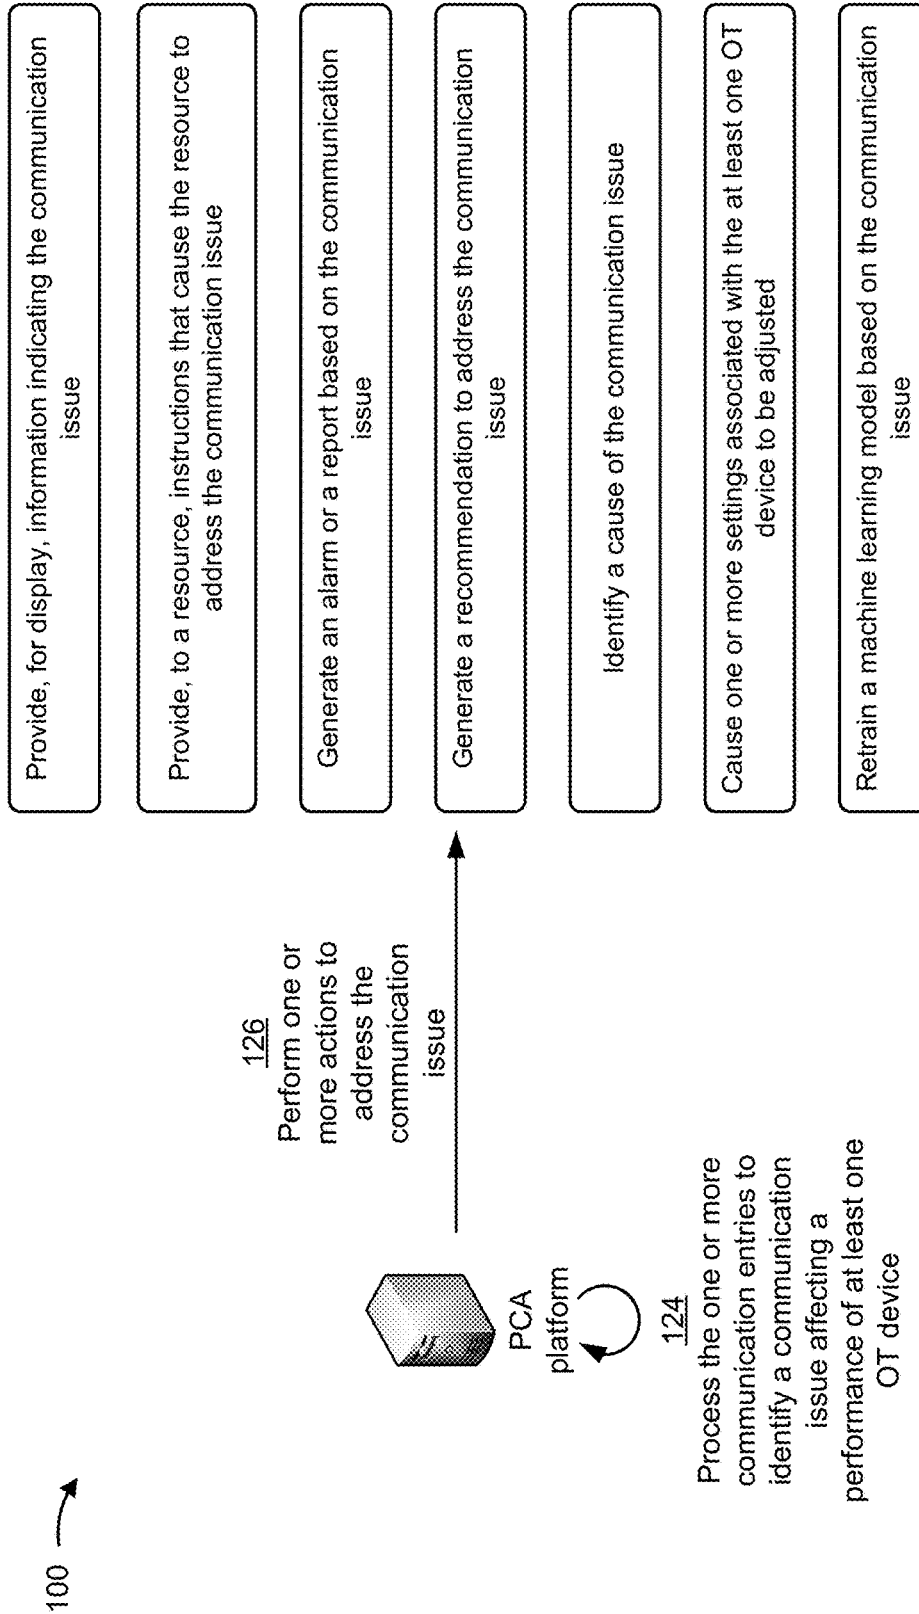 100
PCA
platform
124
Process the one or more
communication entries to
identify a communication
issue affecting a
performance of at least one
OT device
126
Perform one or
more actions to
address the
communication
issue
Provide, for display, information indicating the communication
issue
Provide, to a resource, instructions that cause the resource to
address the communication issue
Generate an alarm or a report based on the communication
issue
Generate a recommendation to address the communication
issue
Identify a cause of the communication issue
Cause one or more settings associated with the at least one OT
device to be adjusted
Retrain a machine learning model based on the communication
issue